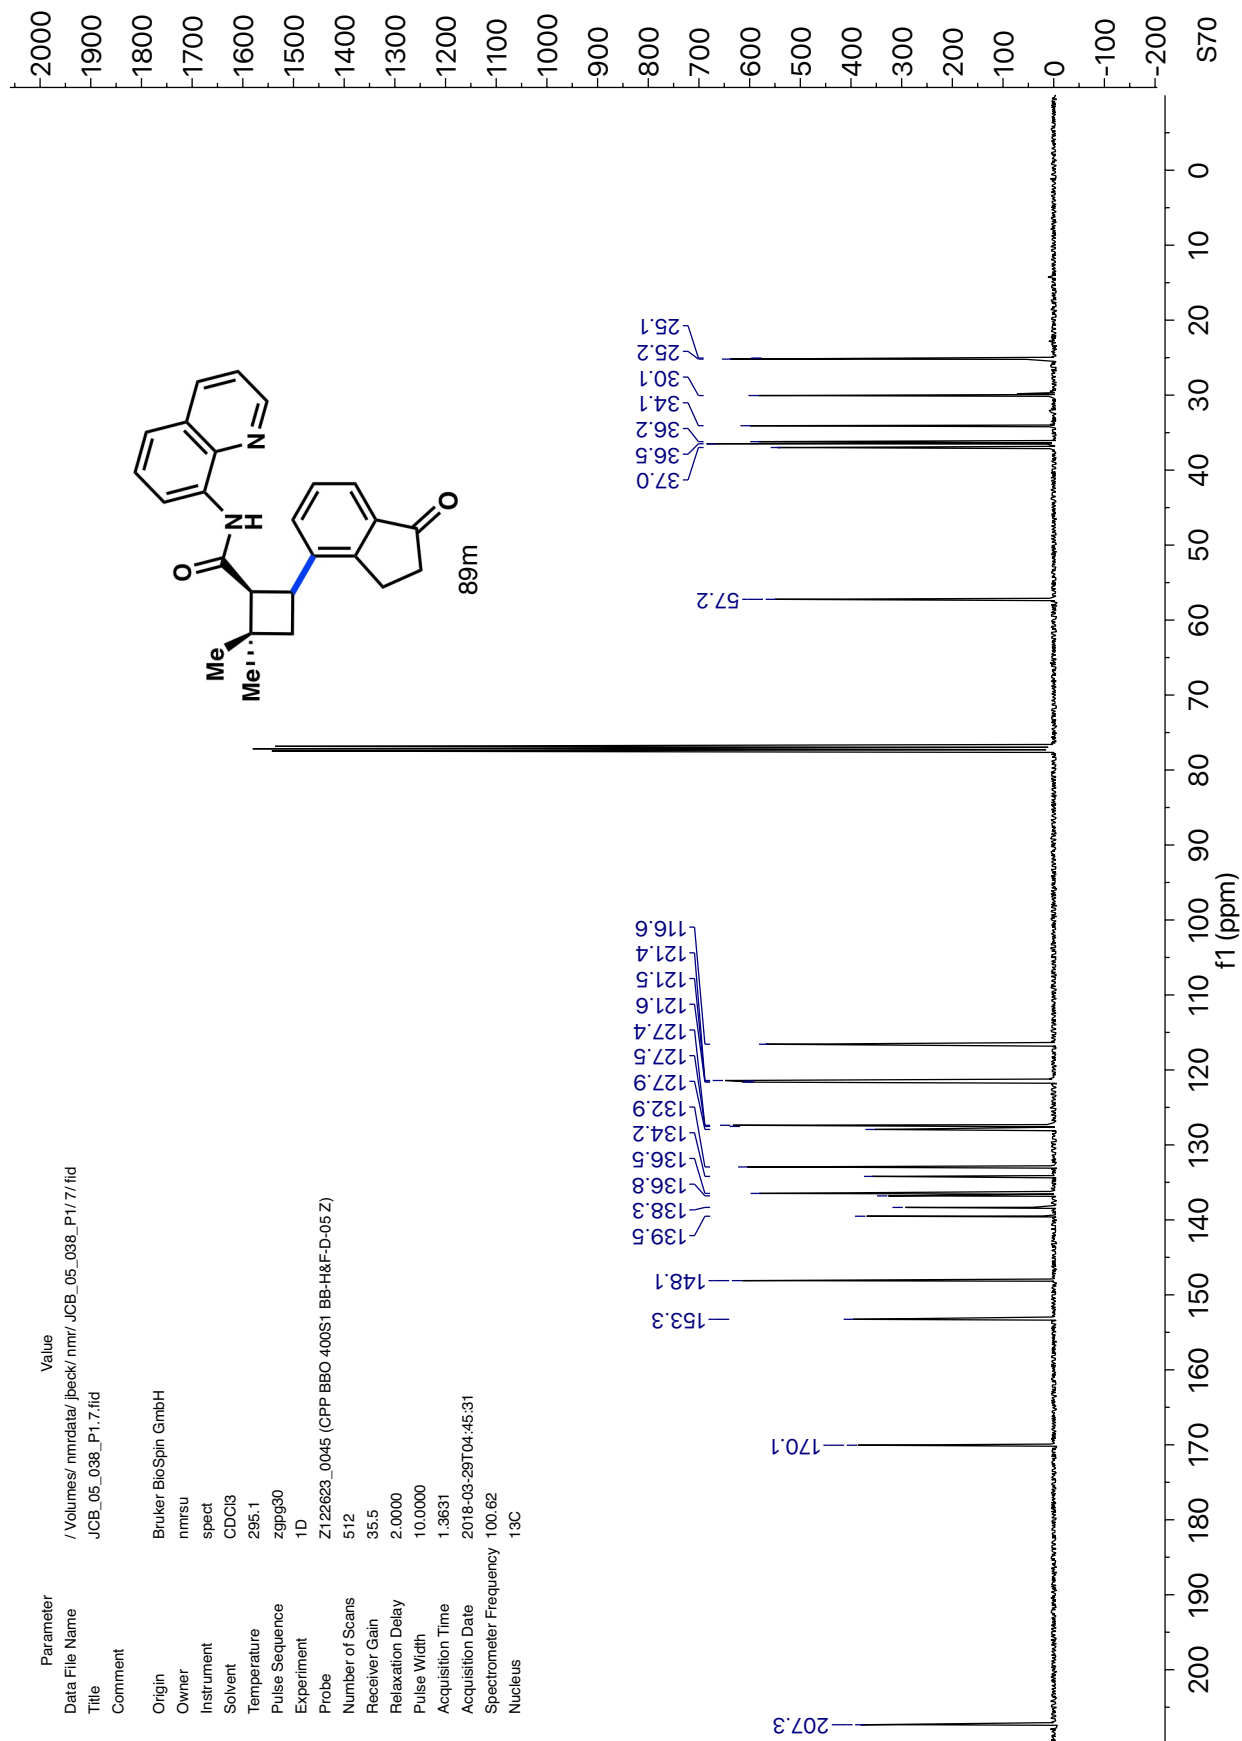 Parameter Value
Data File Name / Volumes/ nmrdata/ jbeck/ nmr/ JCB_05_038_P1/ 7/ fid
Title JCB_05_038_P1.7.fid
Comment
Origin Bruker BioSpin GmbH
Owner nmrsu
Instrument spect
Solvent CDCl3
Temperature 295.1
Pulse Sequence zgpg30
Experiment 1D
Probe Z122623_0045 (CPP BBO 400S1 BB-H&F-D-05 Z)
Number of Scans 512
Receiver Gain 35.5
Relaxation Delay 2.0000
Pulse Width 10.0000
Acquisition Time 1.3631
Acquisition Date 2018-03-29T04:45:31
Spectrometer Frequency 100.62
Nucleus 13C
Me
Me
O
N
H
N
O
89m
207.3
170.1
153.3
148.1
139.5
138.3
136.8
136.5
134.2
132.9
127.9
127.5
127.4
121.6
121.5
121.4
116.6
57.2
37.0
36.5
36.2
34.1
30.1
25.2
25.1
2000
1900
1800
1700
1600
1500
1400
1300
1200
1100
1000
900
800
700
600
500
400
300
200
100
0
-100
-200
200 190 180 170 160 150 140 130 120 110 100 90 80 70 60 50 40 30 20 10 0
f1 (ppm)
S70